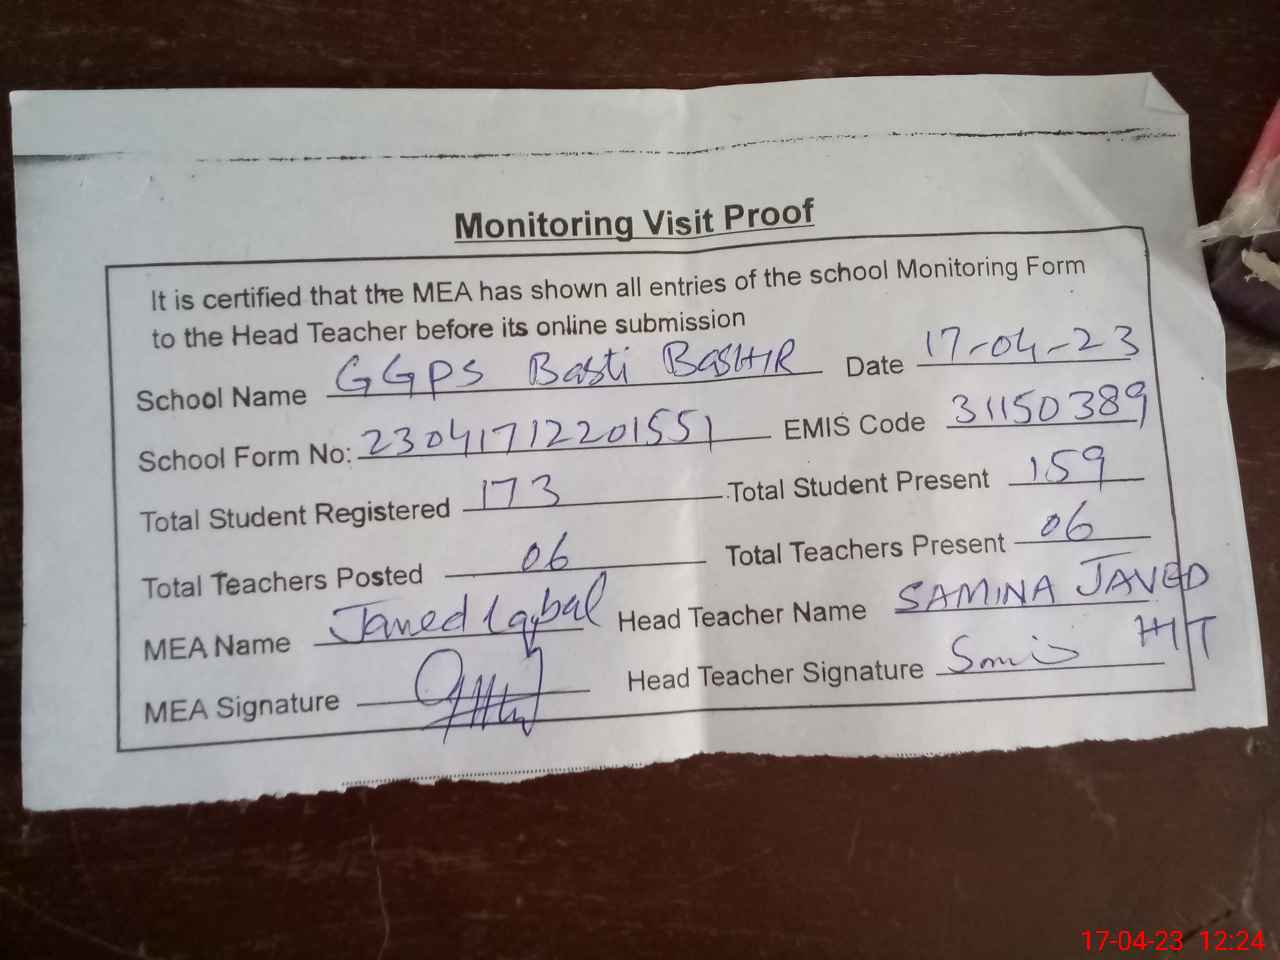 Monitoring Visit Proof
It is certified that the MEA has shown all entries of the school Monitoring Form
to the Head Teacher before its online submission
School Name GGPS Basti BASHIR Date 17-04-23
School Form No: 23041712201551 EMIS Code 31150389
Total Student Registered 173 Total Student Present 159
Total Teachers Posted 06 Total Teachers Present 06
MEA Name Javed Iqbal Head Teacher Name SAMINA JAVED
MEA Signature Head Teacher Signature HT
17-04-23 12:24